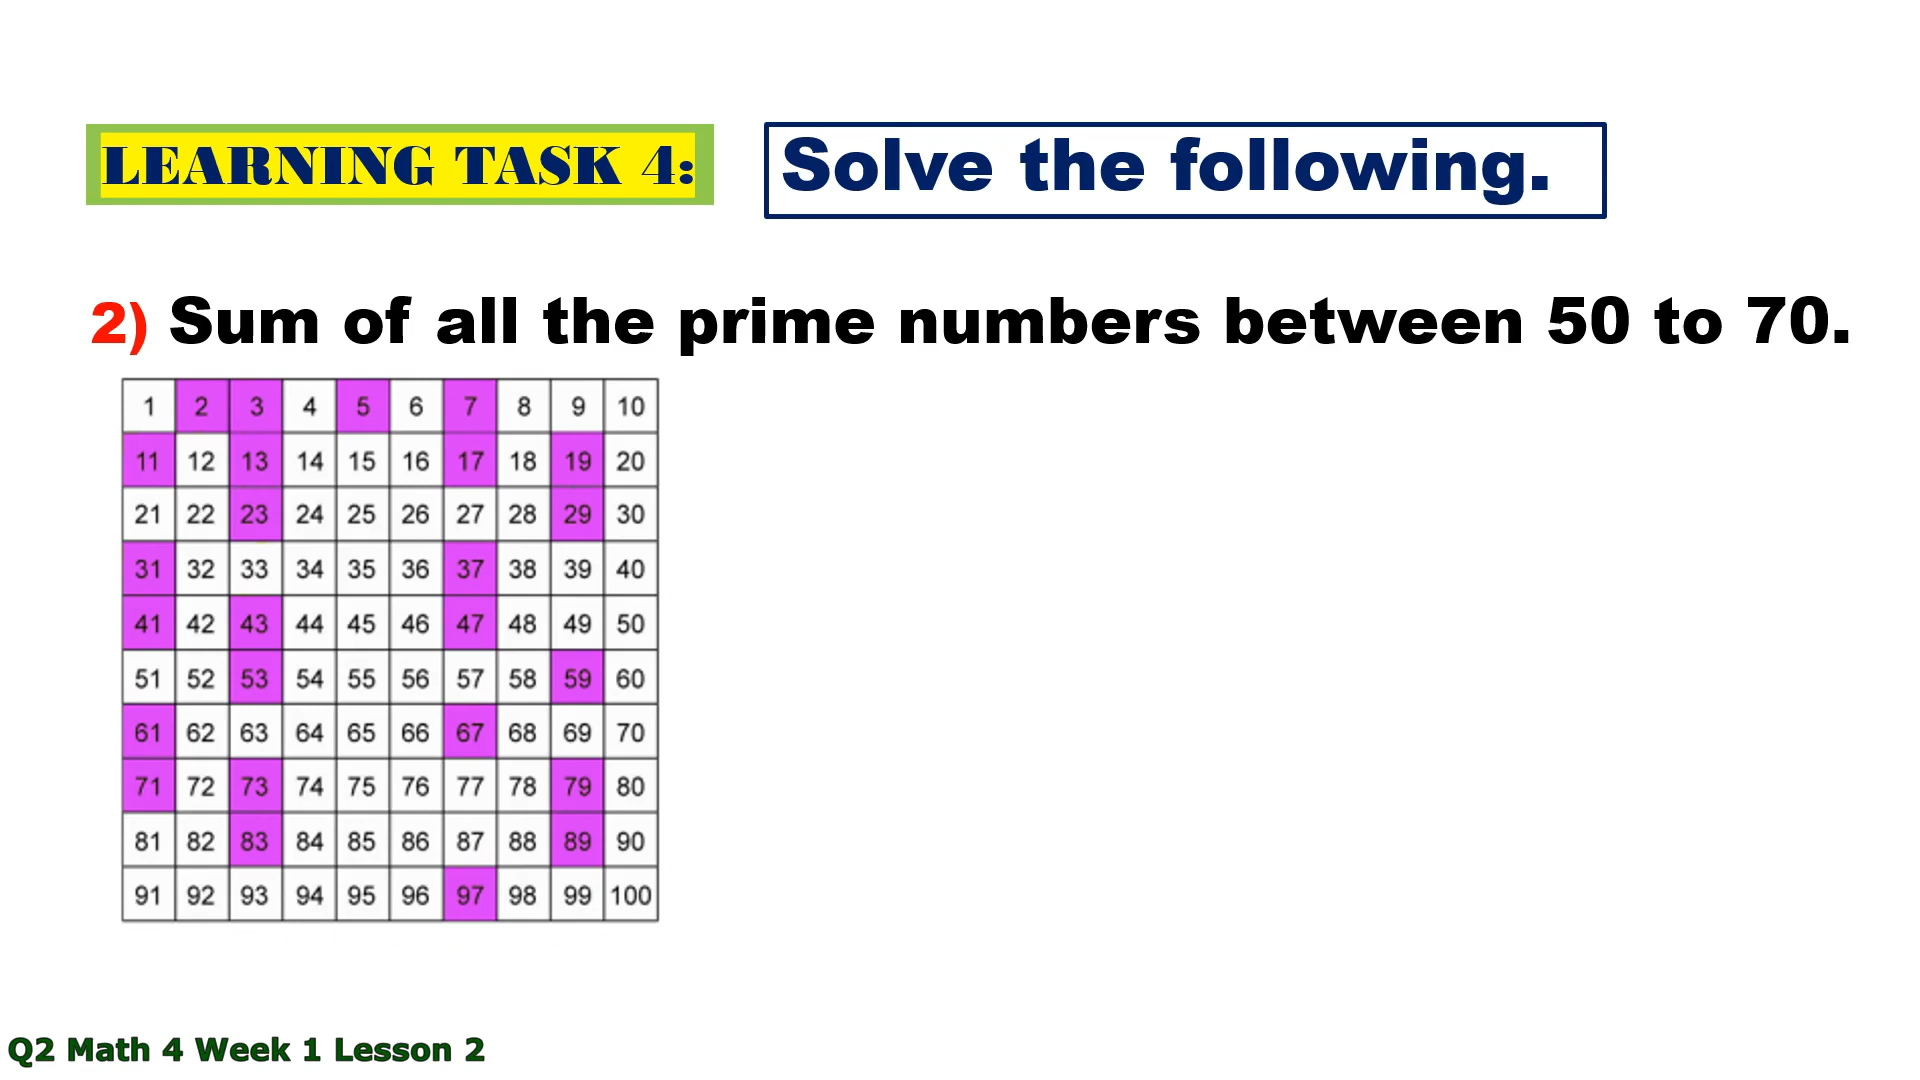 LEARNING TASK 4:
Solve the following.
2) Sum of all the prime numbers between 50 to 70.
1 2 3 4 5 6 7 8 9 10
11 12 13 14 15 16 17 18 19 20
21 22 23 24 25 26 27 28 29 30
31 32 33 34 35 36 37 38 39 40
41 42 43 44 45 46 47 48 49 50
51 52 53 54 55 56 57 58 59 60
61 62 63 64 65 66 67 68 69 70
71 72 73 74 75 76 77 78 79 80
81 82 83 84 85 86 87 88 89 90
91 92 93 94 95 96 97 98 99 100
Q2 Math 4 Week 1 Lesson 2